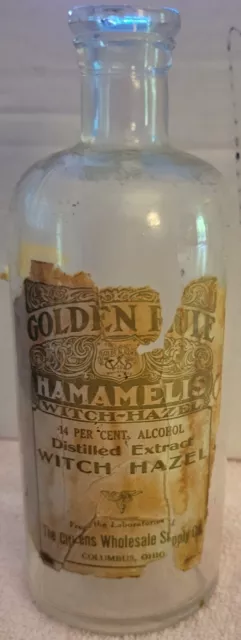 GOLDEN RULE
HAMAMELIS
WITCH-HAZEL
14 PER CENT. ALCOHOL
Distilled Extract
WITCH HAZEL
From the Laboratories of
The Citizens Wholesale Supply Co.
COLUMBUS, OHIO